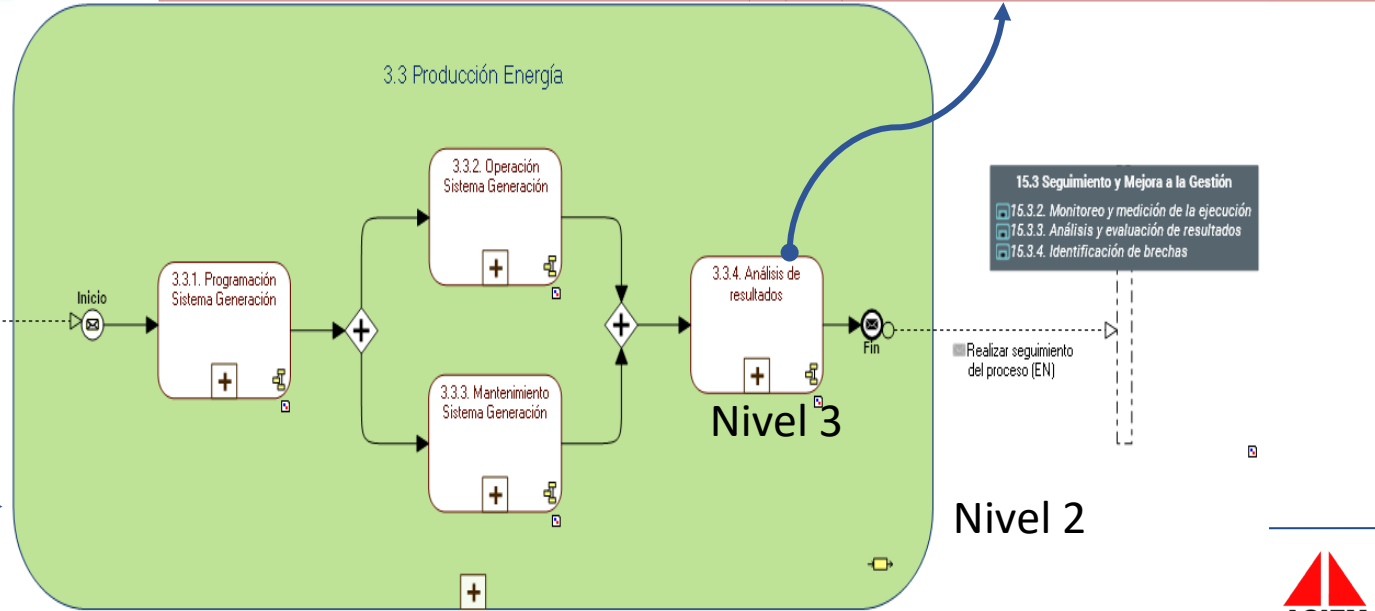 3.3 Producción Energía
3.3.2. Operación
Sistema Generación
15.3 Seguimiento y Mejora a la Gestión
15.3.2. Monitoreo y medición de la ejecución
15.3.3. Análisis y evaluación de resultados
15.3.4. Identificación de brechas
3.3.1. Programación
Sistema Generación
3.3.4. Análisis de
resultados
Inicio
Fin
Realizar seguimiento
del proceso (EN)
3.3.3. Mantenimiento
Sistema Generación
Nivel 3
Nivel 2